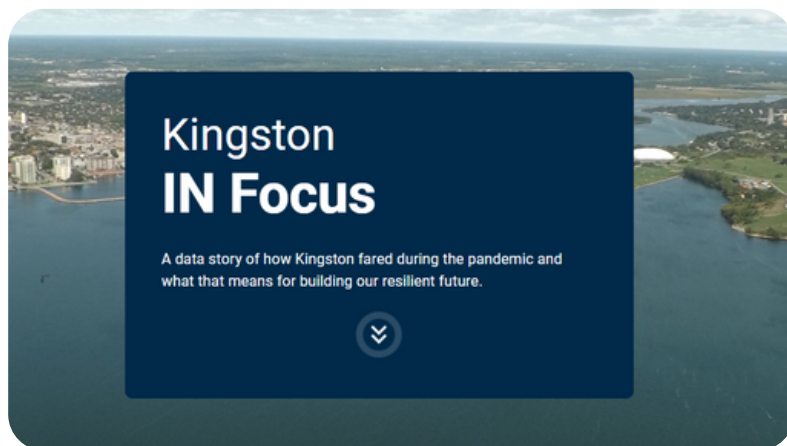 Kingston
IN Focus
A data story of how Kingston fared during the pandemic and
what that means for building our resilient future.